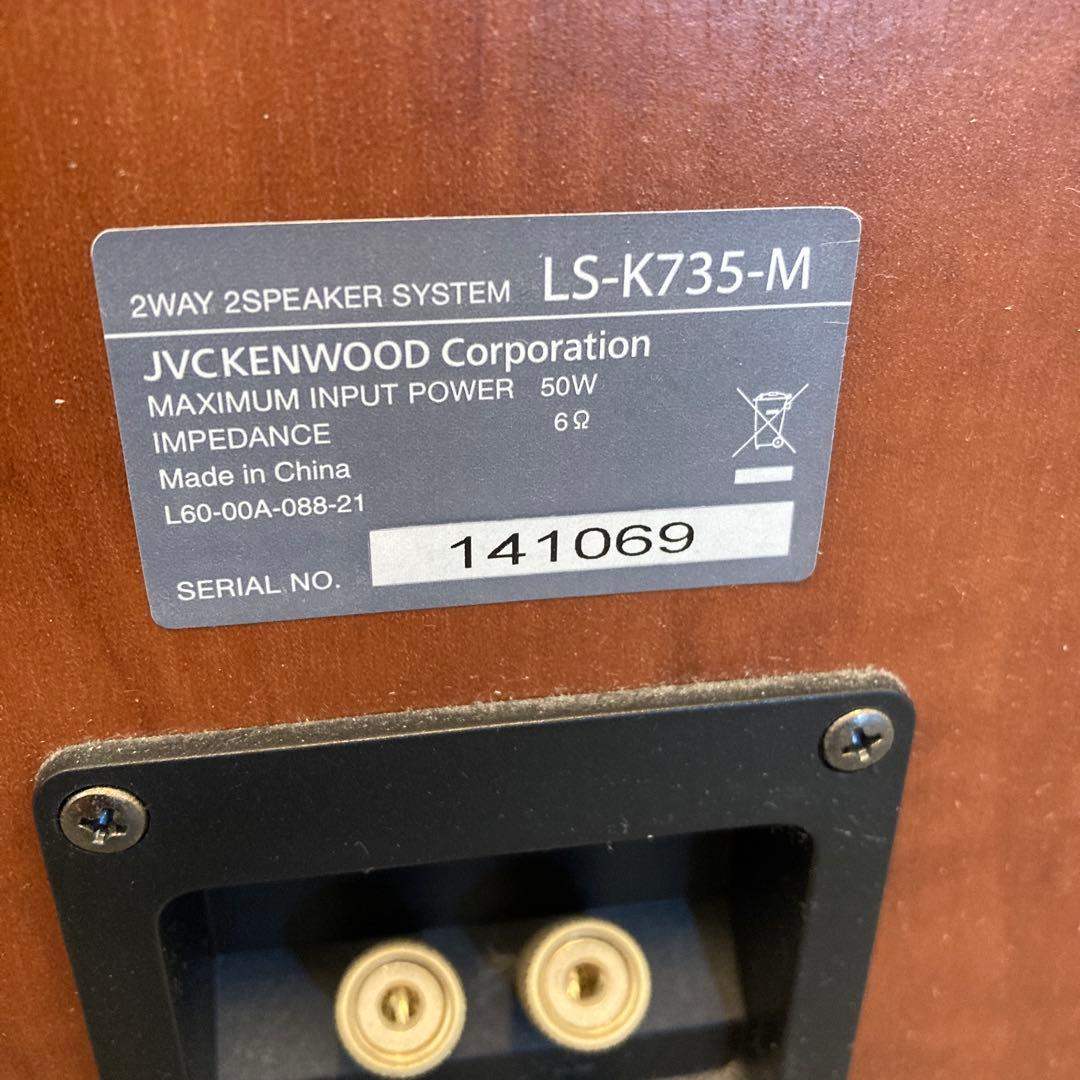 2WAY 2SPEAKER SYSTEM LS-K735-M
JVCKENWOOD Corporation
MAXIMUM INPUT POWER 50W
IMPEDANCE 6Ω
Made in China
L60-00A-088-21
SERIAL NO. 141069